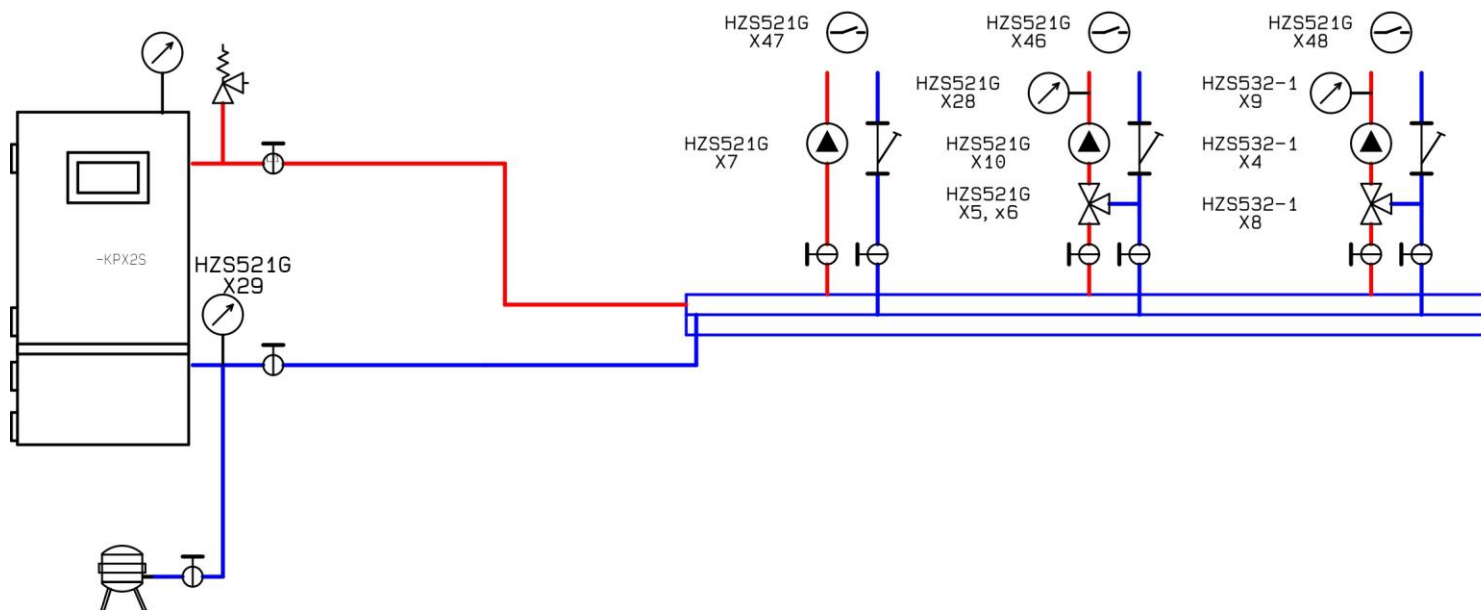 HZS521G
X47
HZS521G
X46
HZS521G
X48
HZS521G
X28
HZS532-1
X9
HZS521G
X7
HZS521G
X10
HZS532-1
X4
HZS521G
X5, x6
HZS532-1
X8
-KPX2S
HZS521G
X29